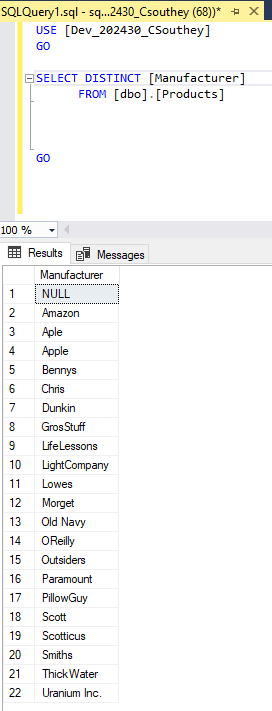 SQLQuery1.sql - sq...2430_CSouthey (68))*
USE [Dev_202430_CSouthey]
GO
SELECT DISTINCT [Manufacturer]
FROM [dbo].[Products]
GO
100 %
Results Messages
Manufacturer
1 NULL
2 Amazon
3 Aple
4 Apple
5 Bennys
6 Chris
7 Dunkin
8 GrosStuff
9 LifeLessons
10 LightCompany
11 Lowes
12 Morget
13 Old Navy
14 OReilly
15 Outsiders
16 Paramount
17 PillowGuy
18 Scott
19 Scotticus
20 Smiths
21 ThickWater
22 Uranium Inc.